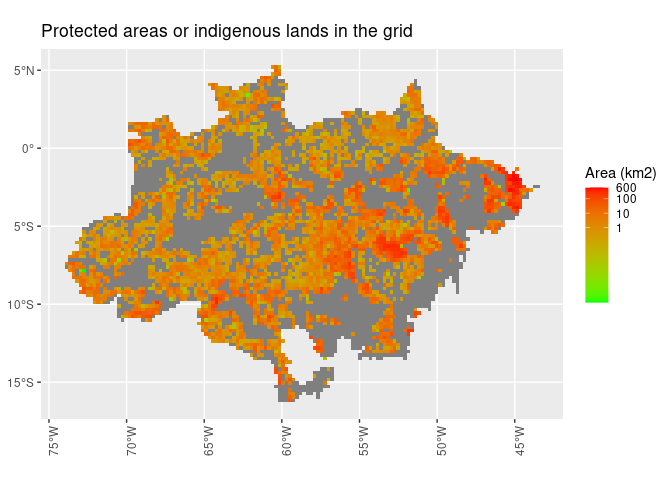 Protected areas or indigenous lands in the grid
5°N
0°
5°S
10°S
15°S
75°W
70°W
65°W
60°W
55°W
50°W
45°W
Area (km2)
600
100
10
1